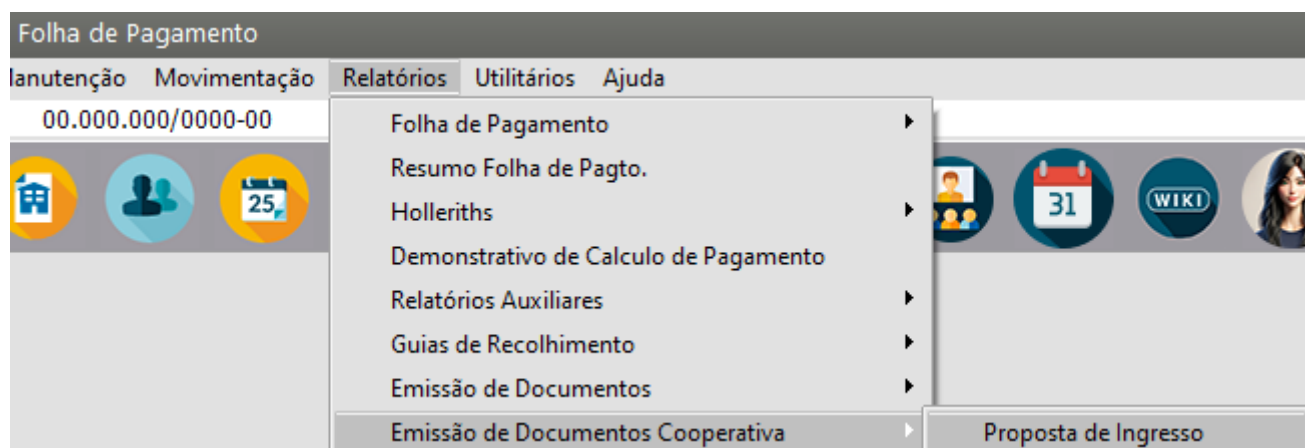 Folha de Pagamento
Movimentação Relatórios Utilitários Ajuda
00.000.000/0000-00
Folha de Pagamento
Resumo Folha de Pagto.
25
31
WIKI
Holleriths
Demonstrativo de Calculo de Pagamento
Relatórios Auxiliares
Guias de Recolhimento
Emissão de Documentos
Emissão de Documentos Cooperativa
Proposta de Ingresso